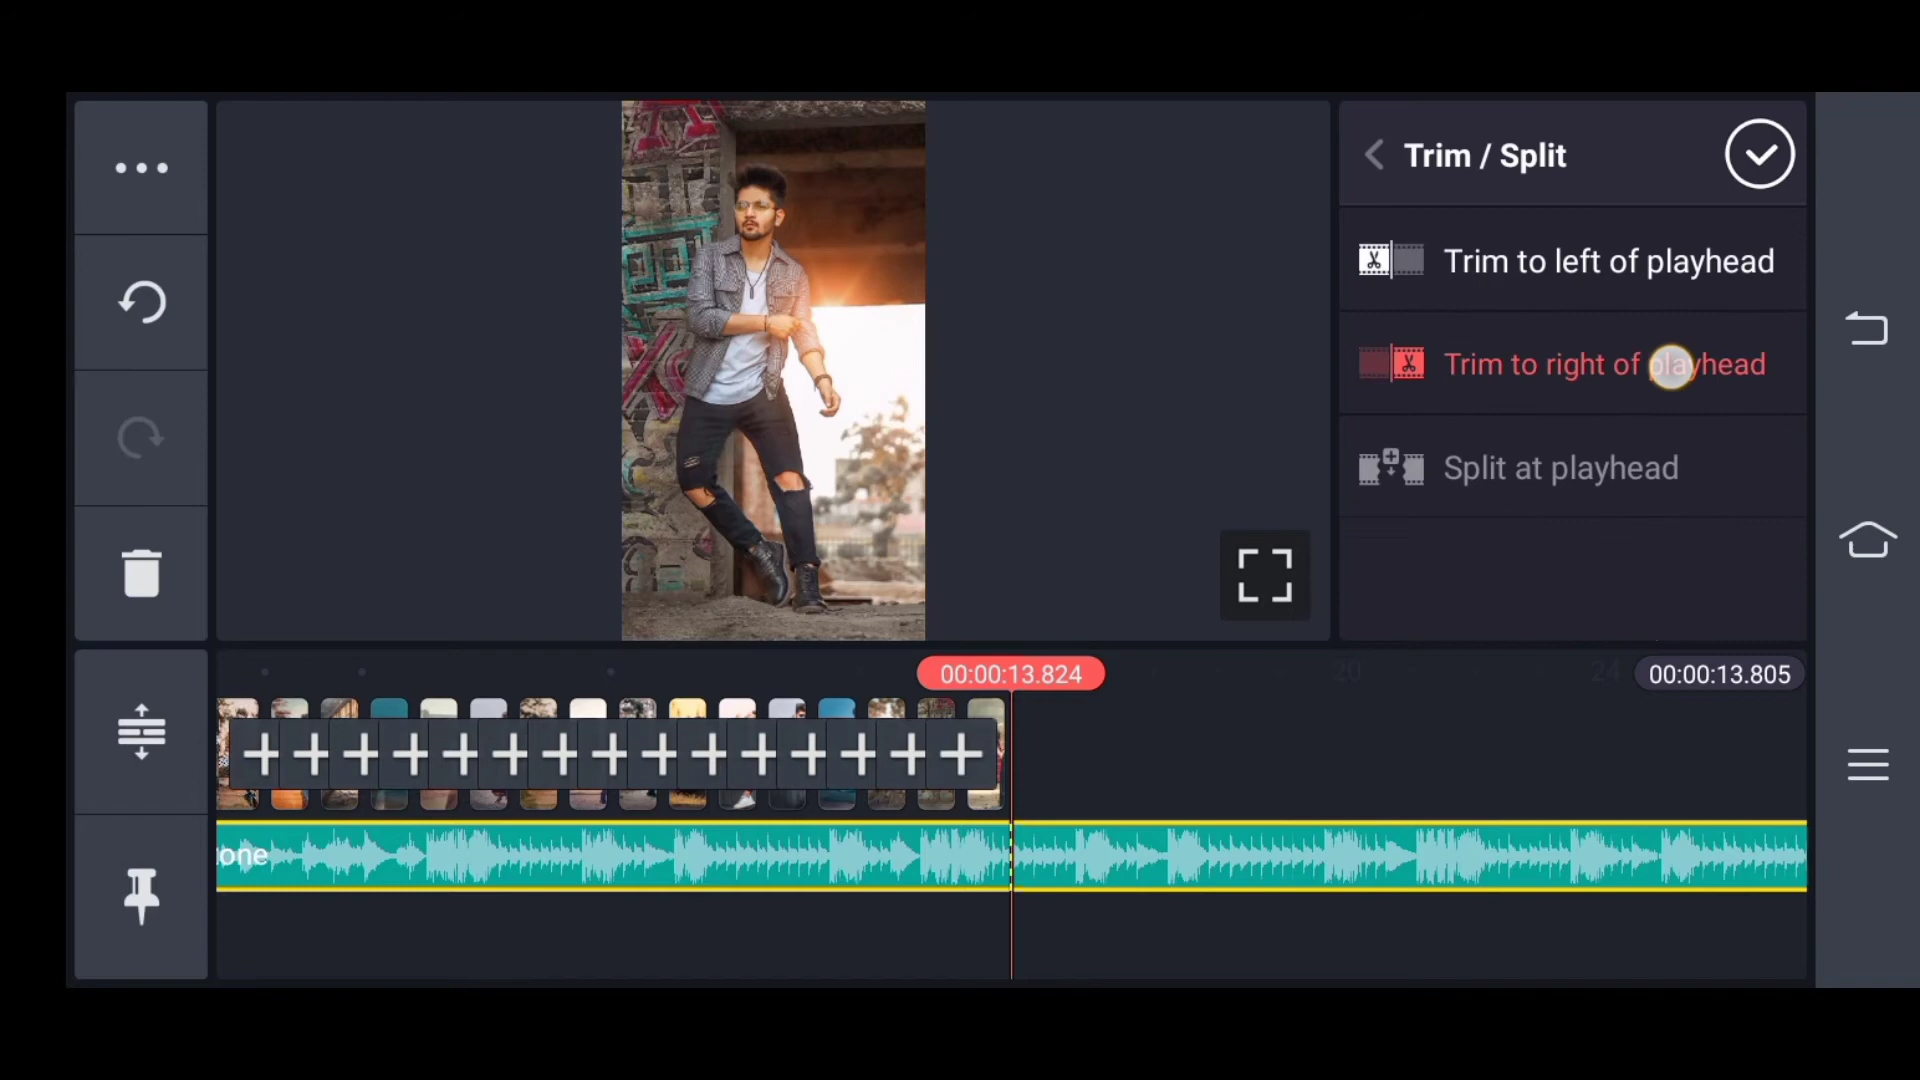 Trim / Split
Trim to left of playhead
Trim to right of playhead
Split at playhead
00:00:13.824
20
24
00:00:13.805
one